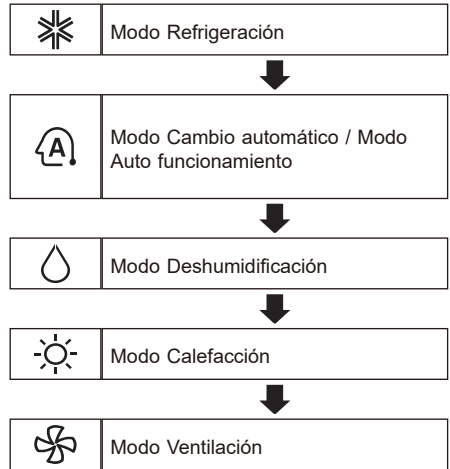 Modo Refrigeración
A
Modo Cambio automático / Modo
Auto funcionamiento
Modo Deshumidificación
Modo Calefacción
Modo Ventilación